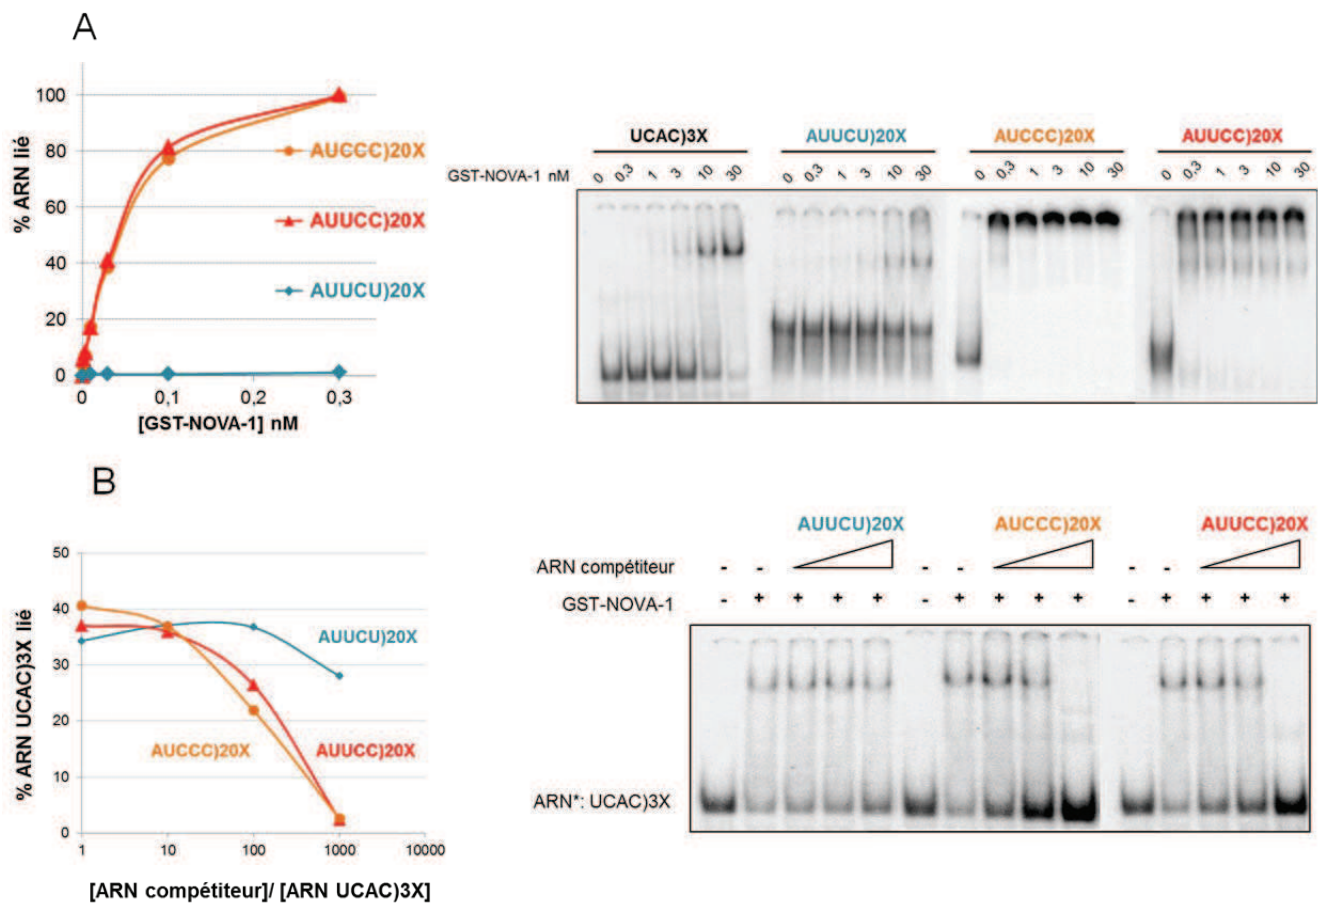 A
% ARN lié
100
80
60
40
20
0
AUCCC)20X
AUUCC)20X
AUUCU)20X
0
0,1
0,2
0,3
[GST-NOVA-1] nM
UCAC)3X
AUUCU)20X
AUCCC)20X
AUUCC)20X
GST-NOVA-1 nM
0 0,3 1 3 10 30
0 0,3 1 3 10 30
0 0,3 1 3 10 30
0 0,3 1 3 10 30
B
% ARN UCAC)3X lié
50
40
30
20
10
0
AUUCU)20X
AUCCC)20X
AUUCC)20X
1
10
100
1000
10000
[ARN compétiteur]/ [ARN UCAC)3X]
AUUCU)20X
AUCCC)20X
AUUCC)20X
ARN compétiteur - - - - - -
GST-NOVA-1 - + + + + - + + + + - + + + +
ARN*: UCAC)3X